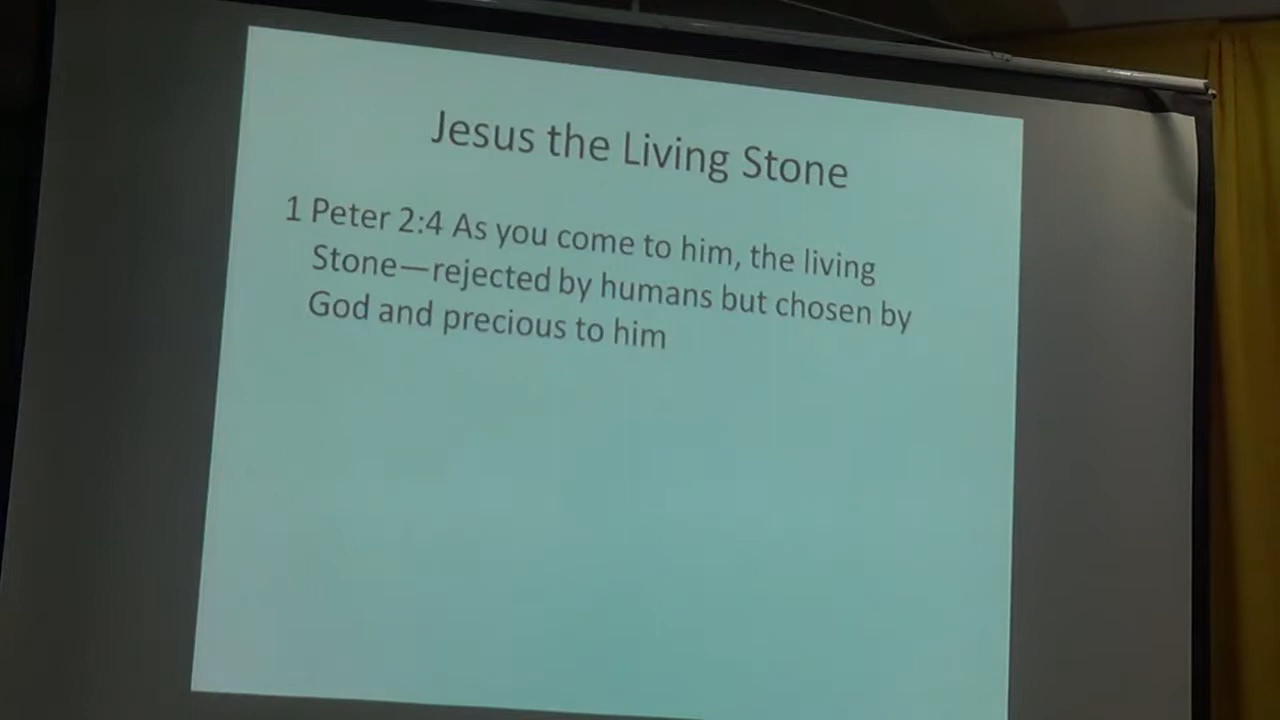 Jesus the Living Stone
1 Peter 2:4 As you come to him, the living
Stone—rejected by humans but chosen by
God and precious to him